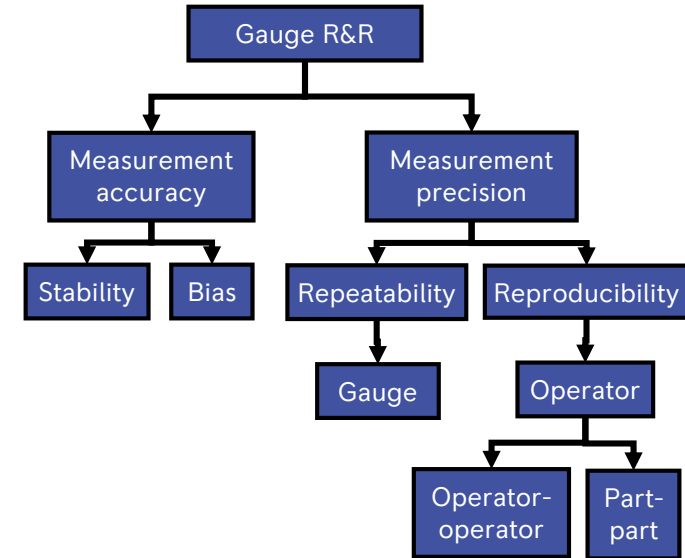 Gauge R&R
Measurement
accuracy
Measurement
precision
Stability
Bias
Repeatability
Reproducibility
Gauge
Operator
Operator-
operator
Part-
part